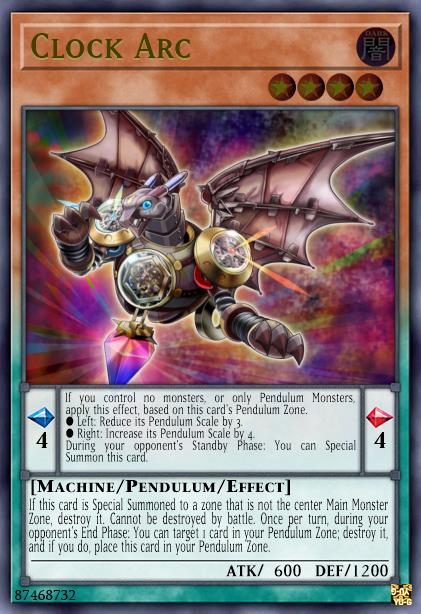 Clock Arc
DARK
闇
If you control no monsters, or only Pendulum Monsters,
apply this effect, based on this card's Pendulum Zone.
● Left: Reduce its Pendulum Scale by 3.
● Right: Increase its Pendulum Scale by 4.
During your opponent's Standby Phase: You can Special
Summon this card.
4
4
[Machine/Pendulum/Effect]
If this card is Special Summoned to a zone that is not the center Main Monster
Zone, destroy it. Cannot be destroyed by battle. Once per turn, during your
opponent's End Phase: You can target 1 card in your Pendulum Zone; destroy it,
and if you do, place this card in your Pendulum Zone.
ATK/ 600 DEF/1200
87468732